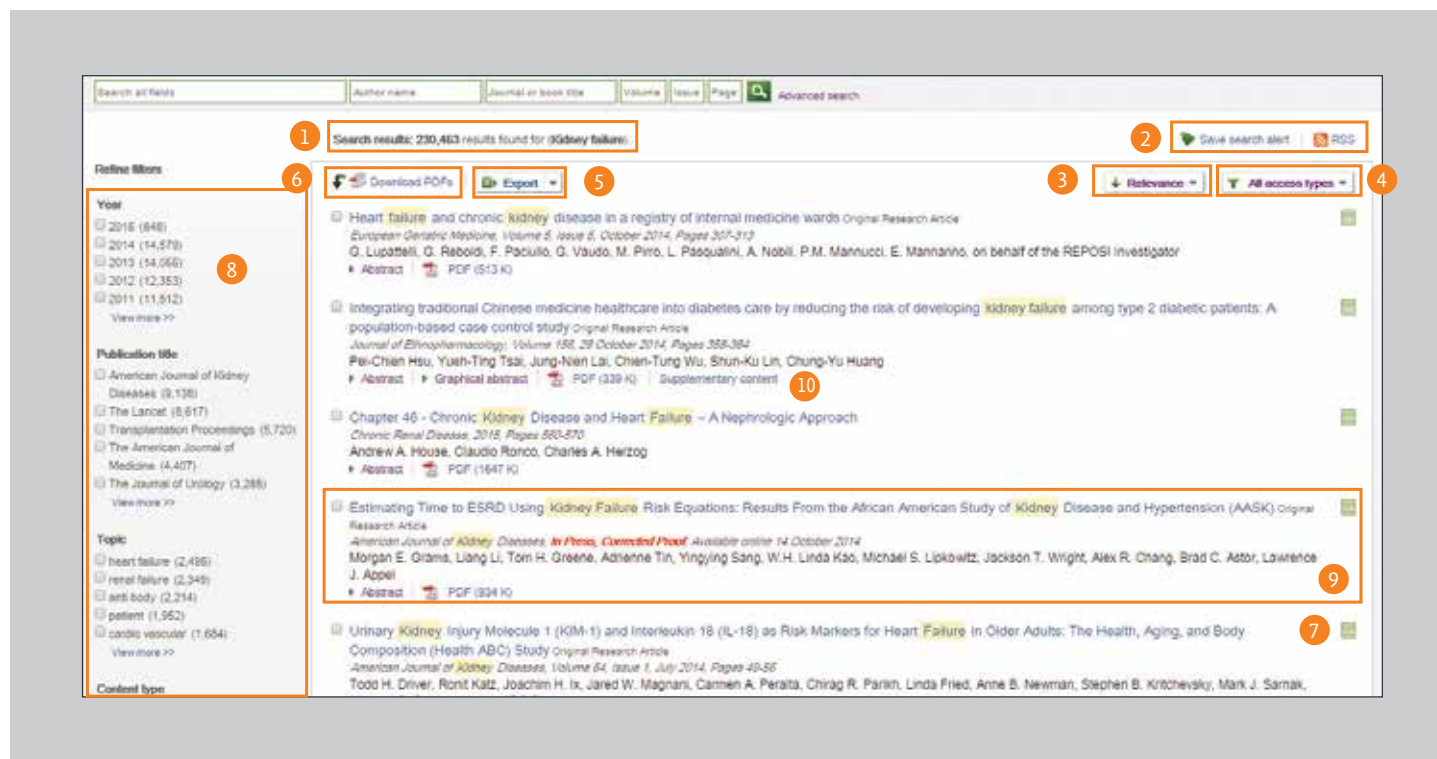 Search all fields Author name Journal or book title Volume Issue Page Advanced search
1 Search results: 230,463 results found for (Kidney failure). 2 Save search alert RSS
Refine filters
6 Download PDFs Export 5 3 Relevance All access types 4
8
Year
2015 (848)
2014 (14,579)
2013 (14,066)
2012 (12,353)
2011 (11,512)
View more >>
Publication title
American Journal of Kidney
Diseases (9,136)
The Lancet (8,617)
Transplantation Proceedings (5,720)
The American Journal of
Medicine (4,407)
The Journal of Urology (3,288)
View more >>
Topic
heart failure (2,495)
renal failure (2,349)
anti body (2,214)
patient (1,952)
cardio vascular (1,684)
View more >>
Content type
Heart failure and chronic kidney disease in a registry of internal medicine wards Original Research Article
European Geriatric Medicine, Volume 5, Issue 5, October 2014, Pages 307-313
G. Lupattelli, G. Reboldi, F. Paciullo, G. Vaudo, M. Pirro, L. Pasqualini, A. Nobili, P.M. Mannucci, E. Mannarino, on behalf of the REPOSI Investigator
Abstract PDF (513 K)
Integrating traditional Chinese medicine healthcare into diabetes care by reducing the risk of developing kidney failure among type 2 diabetic patients: A
population-based case control study Original Research Article
Journal of Ethnopharmacology, Volume 156, 28 October 2014, Pages 358-364
Pei-Chien Hsu, Yueh-Ting Tsai, Jung-Nien Lai, Chien-Tung Wu, Shun-Ku Lin, Chung-Yu Huang
Abstract Graphical abstract PDF (339 K) Supplementary content 10
Chapter 46 - Chronic Kidney Disease and Heart Failure – A Nephrologic Approach
Chronic Renal Disease, 2015, Pages 560-570
Andrew A. House, Claudio Ronco, Charles A. Herzog
Abstract PDF (1647 K)
Estimating Time to ESRD Using Kidney Failure Risk Equations: Results From the African American Study of Kidney Disease and Hypertension (AASK) Original
Research Article
American Journal of Kidney Diseases, In Press, Corrected Proof, Available online 14 October 2014
Morgan E. Grams, Liang Li, Tom H. Greene, Adrienne Tin, Yingying Sang, W.H. Linda Kao, Michael S. Lipkowitz, Jackson T. Wright, Alex R. Chang, Brad C. Astor, Lawrence
J. Appel 9
Abstract PDF (804 K)
Urinary Kidney Injury Molecule 1 (KIM-1) and Interleukin 18 (IL-18) as Risk Markers for Heart Failure in Older Adults: The Health, Aging, and Body 7
Composition (Health ABC) Study Original Research Article
American Journal of Kidney Diseases, Volume 64, Issue 1, July 2014, Pages 49-56
Todd H. Driver, Ronit Katz, Joachim H. Ix, Jared W. Magnani, Carmen A. Peralta, Chirag R. Parikh, Linda Fried, Anne B. Newman, Stephen B. Kritchevsky, Mark J. Sarnak,